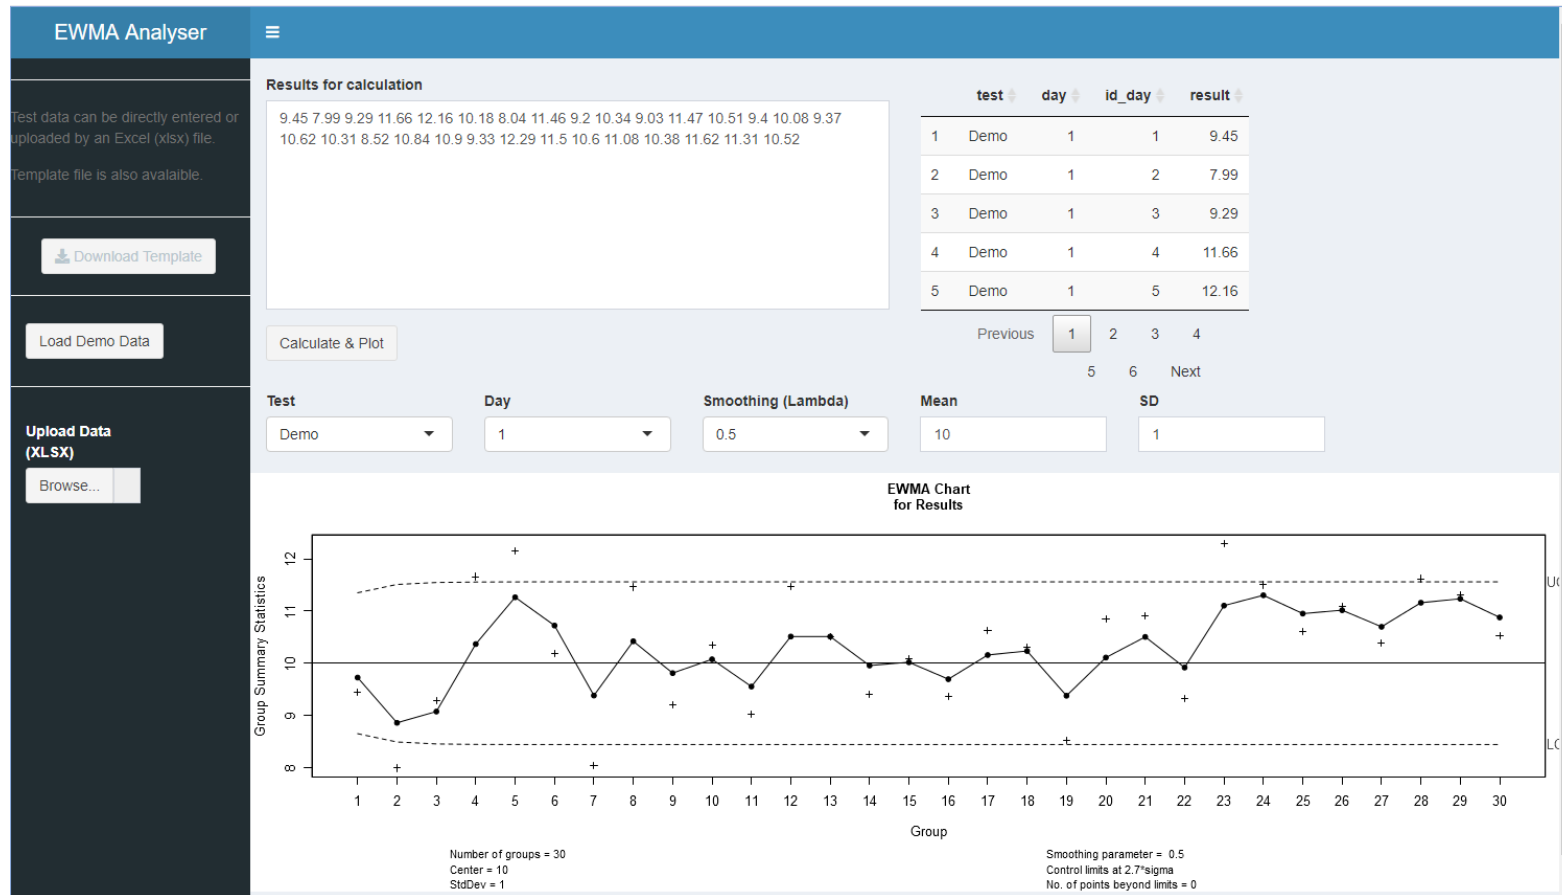 EWMA Analyser
Test data can be directly entered or
uploaded by an Excel (xlsx) file.
Template file is also avalaible.
Download Template
Load Demo Data
Upload Data
(XLSX)
Browse...
Results for calculation
9.45 7.99 9.29 11.66 12.16 10.18 8.04 11.46 9.2 10.34 9.03 11.47 10.51 9.4 10.08 9.37
10.62 10.31 8.52 10.84 10.9 9.33 12.29 11.5 10.6 11.08 10.38 11.62 11.31 10.52
Calculate & Plot
test day id_day result
1 Demo 1 1 9.45
2 Demo 1 2 7.99
3 Demo 1 3 9.29
4 Demo 1 4 11.66
5 Demo 1 5 12.16
Previous 1 2 3 4
5 6 Next
Test Day Smoothing (Lambda) Mean SD
Demo 1 0.5 10 1
EWMA Chart
for Results
Group Summary Statistics
12
11
10
9
8
UC
LC
1 2 3 4 5 6 7 8 9 10 11 12 13 14 15 16 17 18 19 20 21 22 23 24 25 26 27 28 29 30
Group
Number of groups = 30
Center = 10
StdDev = 1
Smoothing parameter = 0.5
Control limits at 2.7*sigma
No. of points beyond limits = 0